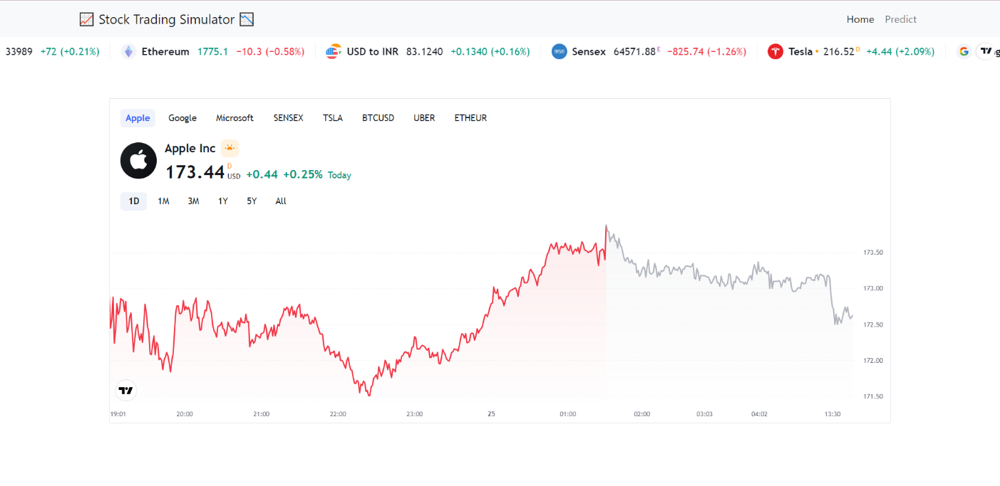 📈 Stock Trading Simulator 📉 Home Predict
33989 +72 (+0.21%) Ethereum 1775.1 −10.3 (−0.58%) USD to INR 83.1240 +0.1340 (+0.16%) BSE Sensex 64571.88 E −825.74 (−1.26%) Tesla 216.52 D +4.44 (+2.09%)
Apple Google Microsoft SENSEX TSLA BTCUSD UBER ETHEUR
Apple Inc
173.44 D USD +0.44 +0.25% Today
1D 1M 3M 1Y 5Y All
173.50
173.00
172.50
172.00
171.50
19:01 20:00 21:00 22:00 23:00 25 01:00 02:00 03:03 04:02 13:30